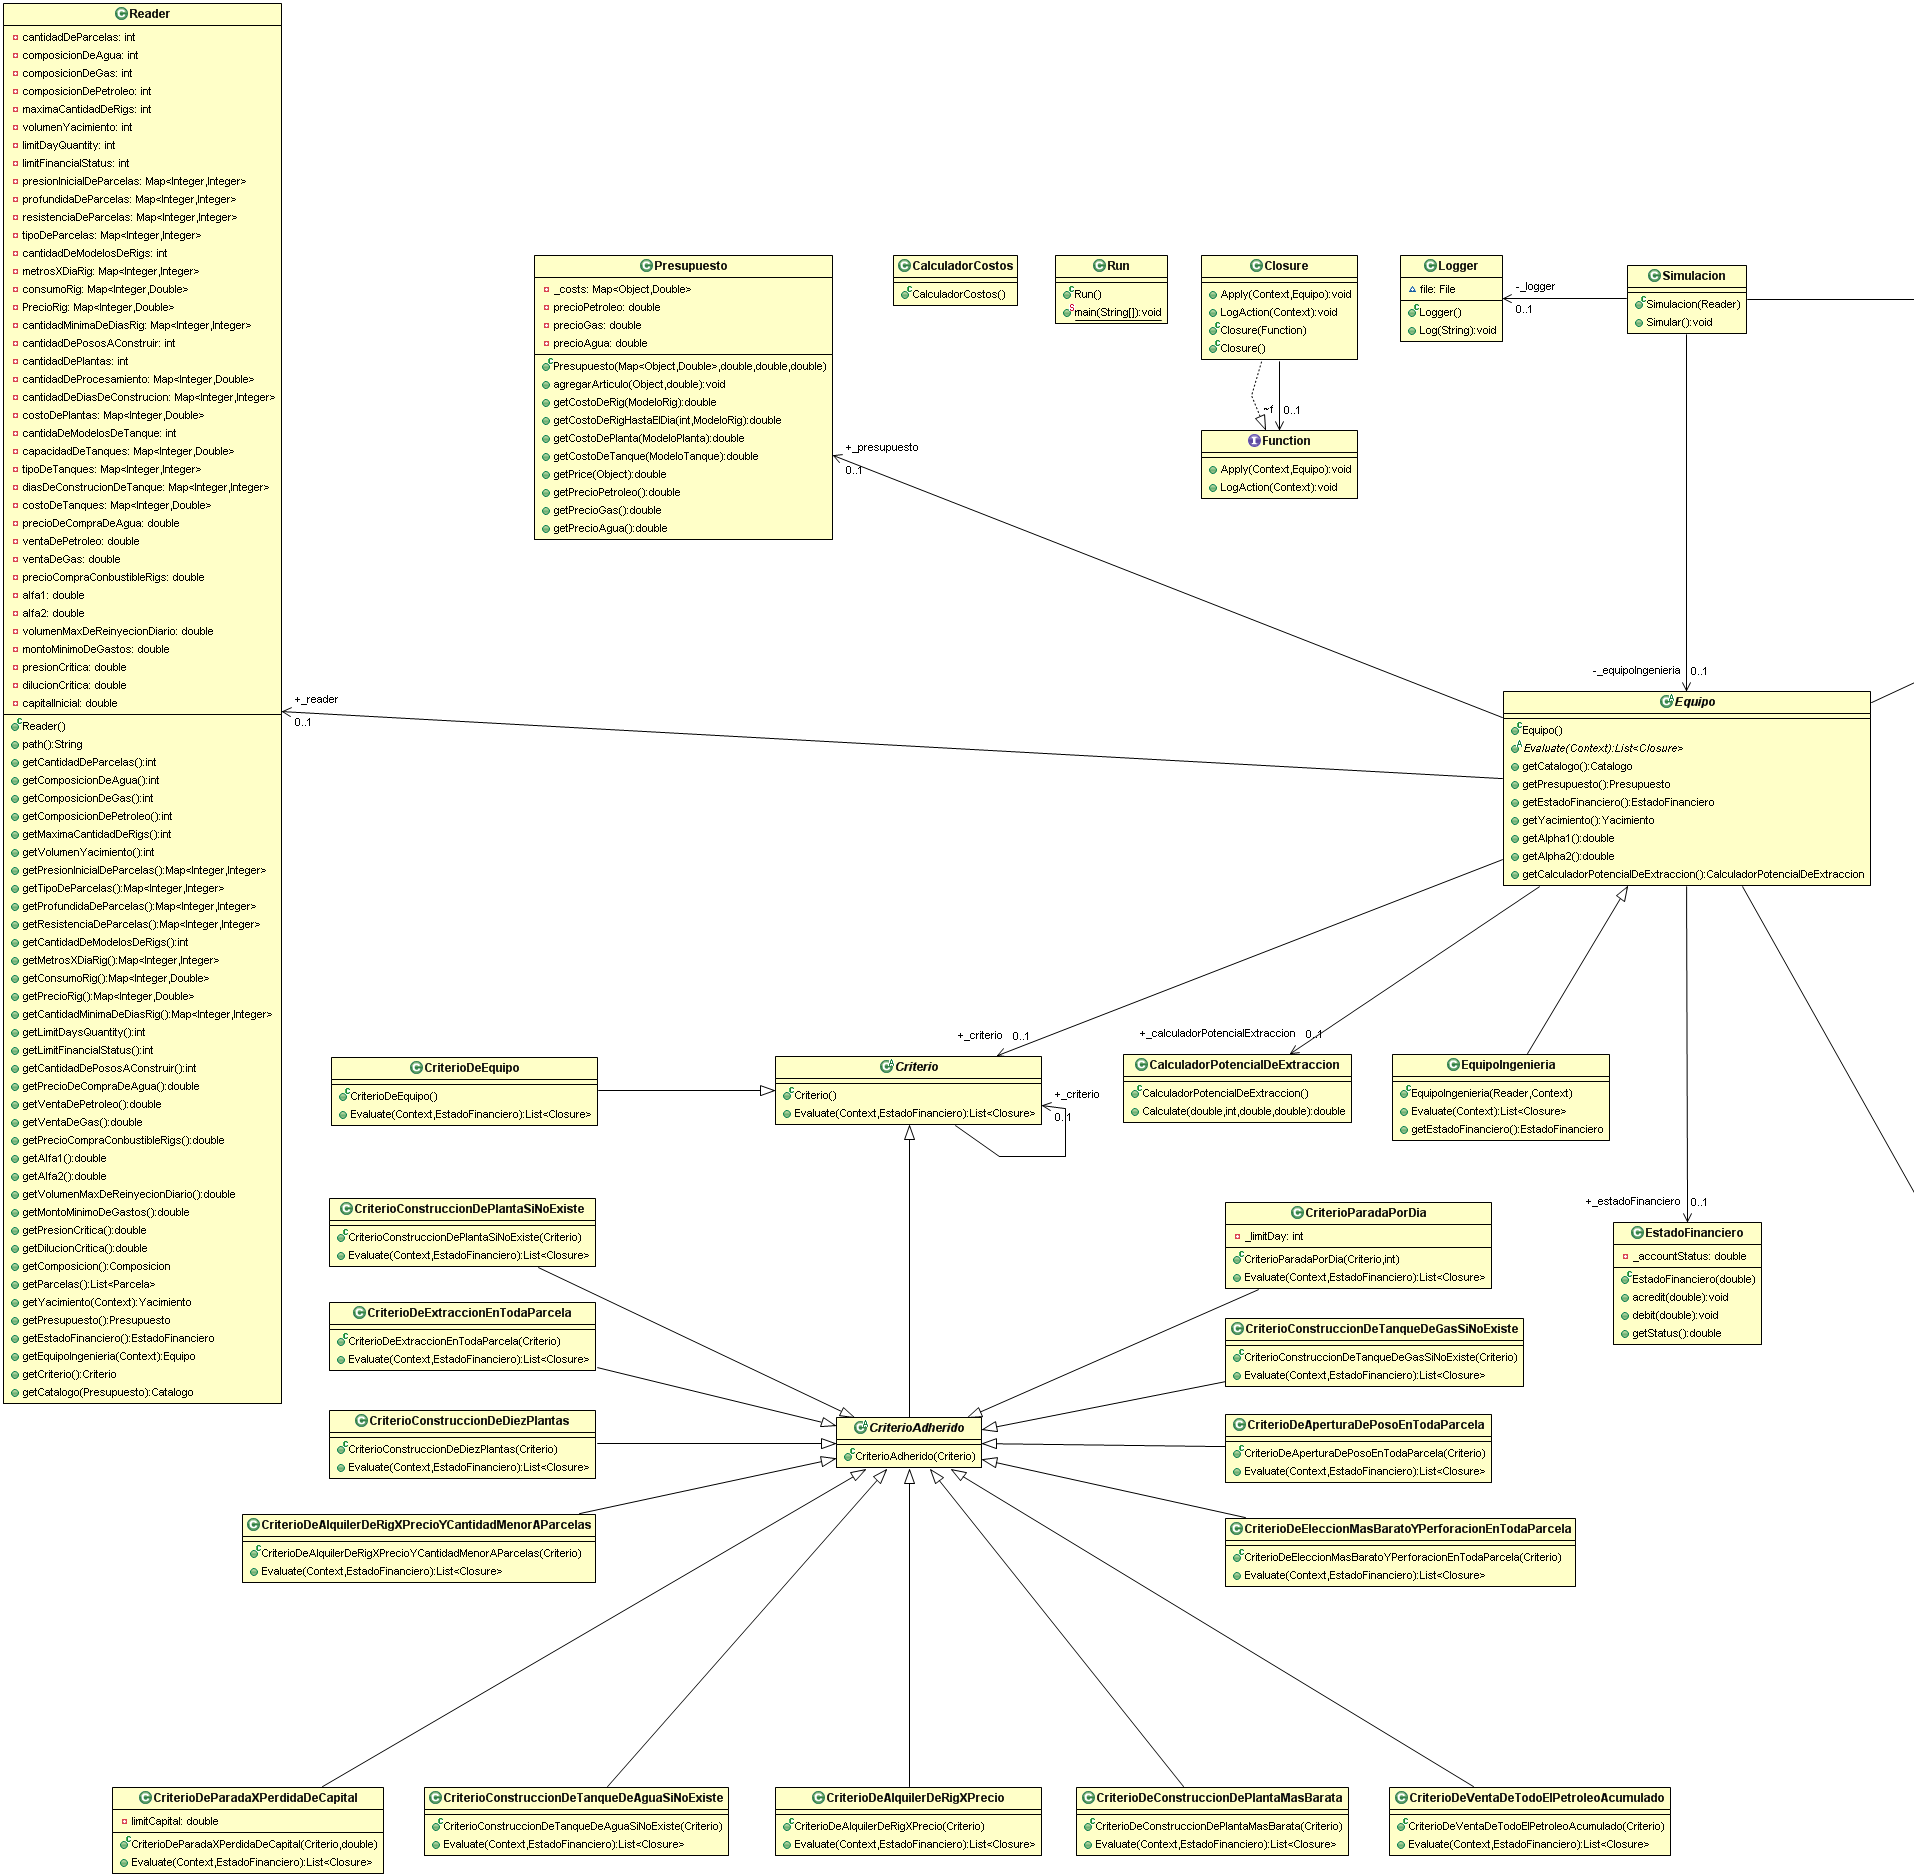 Reader
cantidadDeParcelas: int
composicionDeAgua: int
composicionDeGas: int
composicionDePetroleo: int
maximaCantidadDeRigs: int
volumenYacimiento: int
limitDayQuantity: int
limitFinancialStatus: int
presionInicialDeParcelas: Map<Integer,Integer>
profundidaDeParcelas: Map<Integer,Integer>
resistenciaDeParcelas: Map<Integer,Integer>
tipoDeParcelas: Map<Integer,Integer>
cantidadDeModelosDeRigs: int
metrosXDiaRig: Map<Integer,Integer>
consumoRig: Map<Integer,Double>
PrecioRig: Map<Integer,Double>
cantidadMinimaDeDiasRig: Map<Integer,Integer>
cantidadDePososAConstruir: int
cantidadDePlantas: int
cantidadDeProcesamiento: Map<Integer,Double>
cantidadDeDiasDeConstrucion: Map<Integer,Integer>
costoDePlantas: Map<Integer,Double>
cantidaDeModelosDeTanque: int
capacidadDeTanques: Map<Integer,Double>
tipoDeTanques: Map<Integer,Integer>
diasDeConstrucionDeTanque: Map<Integer,Integer>
costoDeTanques: Map<Integer,Double>
precioDeCompraDeAgua: double
ventaDePetroleo: double
ventaDeGas: double
precioCompraConbustibleRigs: double
alfa1: double
alfa2: double
volumenMaxDeReinyecionDiario: double
montoMinimoDeGastos: double
presionCritica: double
dilucionCritica: double
capitalInicial: double
Reader()
path():String
getCantidadDeParcelas():int
getComposicionDeAgua():int
getComposicionDeGas():int
getComposicionDePetroleo():int
getMaximaCantidadDeRigs():int
getVolumenYacimiento():int
getPresionInicialDeParcelas():Map<Integer,Integer>
getTipoDeParcelas():Map<Integer,Integer>
getProfundidaDeParcelas():Map<Integer,Integer>
getResistenciaDeParcelas():Map<Integer,Integer>
getCantidadDeModelosDeRigs():int
getMetrosXDiaRig():Map<Integer,Integer>
getConsumoRig():Map<Integer,Double>
getPrecioRig():Map<Integer,Double>
getCantidadMinimaDeDiasRig():Map<Integer,Integer>
getLimitDaysQuantity():int
getLimitFinancialStatus():int
getCantidadDePososAConstruir():int
getPrecioDeCompraDeAgua():double
getVentaDePetroleo():double
getVentaDeGas():double
getPrecioCompraConbustibleRigs():double
getAlfa1():double
getAlfa2():double
getVolumenMaxDeReinyecionDiario():double
getMontoMinimoDeGastos():double
getPresionCritica():double
getDilucionCritica():double
getComposicion():Composicion
getParcelas():List<Parcela>
getYacimiento(Context):Yacimiento
getPresupuesto():Presupuesto
getEstadoFinanciero():EstadoFinanciero
getEquipoIngenieria(Context):Equipo
getCriterio():Criterio
getCatalogo(Presupuesto):Catalogo
+_reader
0..1
Presupuesto
_costs: Map<Object,Double>
precioPetroleo: double
precioGas: double
precioAgua: double
Presupuesto(Map<Object,Double>,double,double,double)
agregarArticulo(Object,double):void
getCostoDeRig(ModeloRig):double
getCostoDeRigHastaElDia(int,ModeloRig):double
getCostoDePlanta(ModeloPlanta):double
getCostoDeTanque(ModeloTanque):double
getPrice(Object):double
getPrecioPetroleo():double
getPrecioGas():double
getPrecioAgua():double
+_presupuesto
0..1
CalculadorCostos
CalculadorCostos()
Run
Run()
main(String[]):void
Closure
Apply(Context,Equipo):void
LogAction(Context):void
Closure(Function)
Closure()
~f
0..1
Function
Apply(Context,Equipo):void
LogAction(Context):void
Logger
file: File
Logger()
Log(String):void
-_logger
0..1
Simulacion
Simulacion(Reader)
Simular():void
-_equipoIngenieria
0..1
Equipo
Equipo()
Evaluate(Context):List<Closure>
getCatalogo():Catalogo
getPresupuesto():Presupuesto
getEstadoFinanciero():EstadoFinanciero
getYacimiento():Yacimiento
getAlpha1():double
getAlpha2():double
getCalculadorPotencialDeExtraccion():CalculadorPotencialDeExtraccion
+_criterio
0..1
+_calculadorPotencialExtraccion
0..1
CriterioDeEquipo
CriterioDeEquipo()
Evaluate(Context,EstadoFinanciero):List<Closure>
Criterio
Criterio()
Evaluate(Context,EstadoFinanciero):List<Closure>
+_criterio
0..1
CalculadorPotencialDeExtraccion
CalculadorPotencialDeExtraccion()
Calculate(double,int,double,double):double
EquipoIngenieria
EquipoIngenieria(Reader,Context)
Evaluate(Context):List<Closure>
getEstadoFinanciero():EstadoFinanciero
+_estadoFinanciero
0..1
EstadoFinanciero
_accountStatus: double
EstadoFinanciero(double)
acredit(double):void
debit(double):void
getStatus():double
CriterioConstruccionDePlantaSiNoExiste
CriterioConstruccionDePlantaSiNoExiste(Criterio)
Evaluate(Context,EstadoFinanciero):List<Closure>
CriterioDeExtraccionEnTodaParcela
CriterioDeExtraccionEnTodaParcela(Criterio)
Evaluate(Context,EstadoFinanciero):List<Closure>
CriterioConstruccionDeDiezPlantas
CriterioConstruccionDeDiezPlantas(Criterio)
Evaluate(Context,EstadoFinanciero):List<Closure>
CriterioDeAlquilerDeRigXPrecioYCantidadMenorAParcelas
CriterioDeAlquilerDeRigXPrecioYCantidadMenorAParcelas(Criterio)
Evaluate(Context,EstadoFinanciero):List<Closure>
CriterioAdherido
CriterioAdherido(Criterio)
CriterioParadaPorDia
_limitDay: int
CriterioParadaPorDia(Criterio,int)
Evaluate(Context,EstadoFinanciero):List<Closure>
CriterioConstruccionDeTanqueDeGasSiNoExiste
CriterioConstruccionDeTanqueDeGasSiNoExiste(Criterio)
Evaluate(Context,EstadoFinanciero):List<Closure>
CriterioDeAperturaDePosoEnTodaParcela
CriterioDeAperturaDePosoEnTodaParcela(Criterio)
Evaluate(Context,EstadoFinanciero):List<Closure>
CriterioDeEleccionMasBaratoYPerforacionEnTodaParcela
CriterioDeEleccionMasBaratoYPerforacionEnTodaParcela(Criterio)
Evaluate(Context,EstadoFinanciero):List<Closure>
CriterioDeParadaXPerdidaDeCapital
limitCapital: double
CriterioDeParadaXPerdidaDeCapital(Criterio,double)
Evaluate(Context,EstadoFinanciero):List<Closure>
CriterioConstruccionDeTanqueDeAguaSiNoExiste
CriterioConstruccionDeTanqueDeAguaSiNoExiste(Criterio)
Evaluate(Context,EstadoFinanciero):List<Closure>
CriterioDeAlquilerDeRigXPrecio
CriterioDeAlquilerDeRigXPrecio(Criterio)
Evaluate(Context,EstadoFinanciero):List<Closure>
CriterioDeConstruccionDePlantaMasBarata
CriterioDeConstruccionDePlantaMasBarata(Criterio)
Evaluate(Context,EstadoFinanciero):List<Closure>
CriterioDeVentaDeTodoElPetroleoAcumulado
CriterioDeVentaDeTodoElPetroleoAcumulado(Criterio)
Evaluate(Context,EstadoFinanciero):List<Closure>